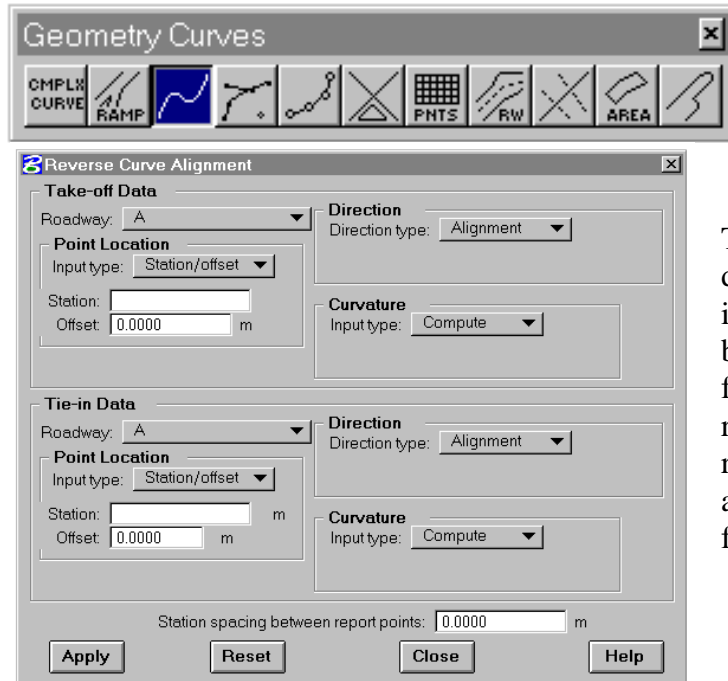 Geometry Curves
CMPLX CURVE RAMP PNTS RW AREA
Reverse Curve Alignment
Take-off Data
Roadway: A
Direction
Direction type: Alignment
Point Location
Input type: Station/offset
Station:
Offset: 0.0000 m
Curvature
Input type: Compute
Tie-in Data
Roadway: A
Direction
Direction type: Alignment
Point Location
Input type: Station/offset
Station: m
Offset: 0.0000 m
Curvature
Input type: Compute
Station spacing between report points: 0.0000 m
Apply Reset Close Help